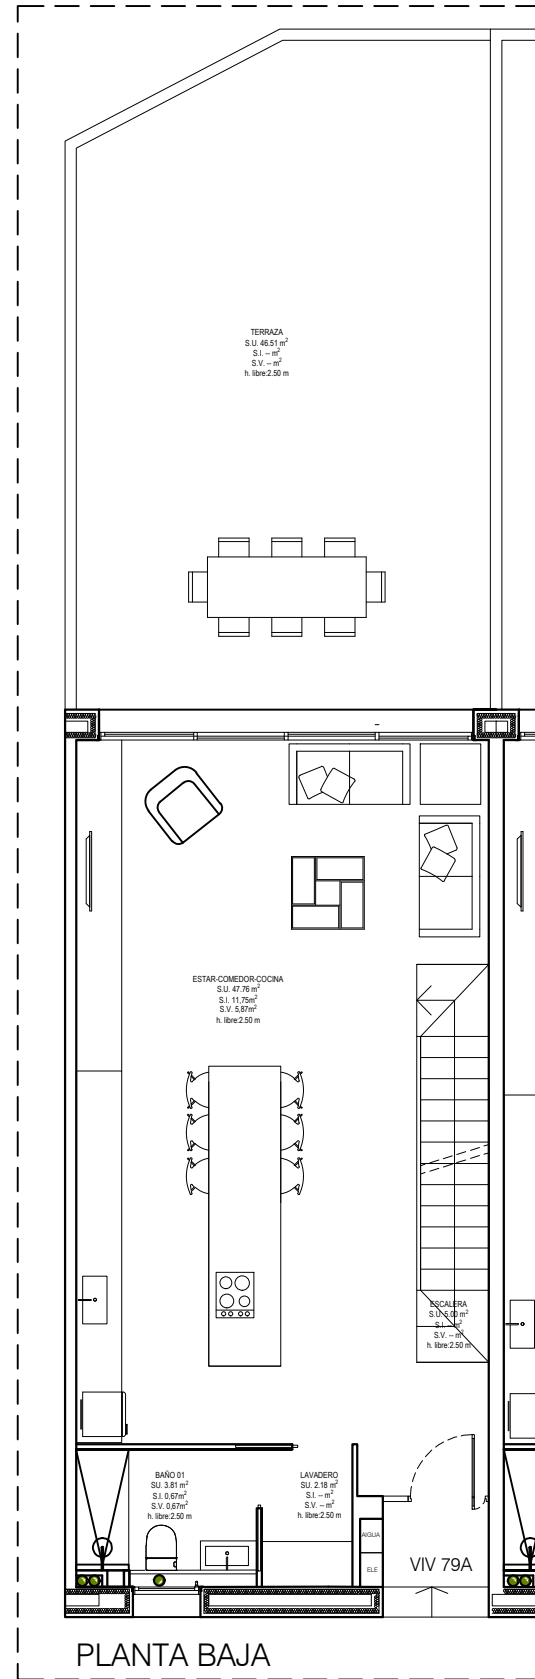 TERRAZA
S.U. 46.51 m²
S.I. -- m²
S.V. -- m²
h. libre:2.50 m
ESTAR-COMEDOR-COCINA
S.U. 47.76 m²
S.I. 11,75m²
S.V. 5,87m²
h. libre:2.50 m
ESCALERA
S.U. 5.00 m²
S.I. -- m²
S.V. -- m²
h. libre:2.50 m
BAÑO 01
SU. 3.81 m²
S.I. 0,67m²
S.V. 0,67m²
h. libre:2.50 m
LAVADERO
SU. 2.18 m²
S.I. -- m²
S.V. -- m²
h. libre:2.50 m
AIGUA
ELE
VIV 79A
PLANTA BAJA